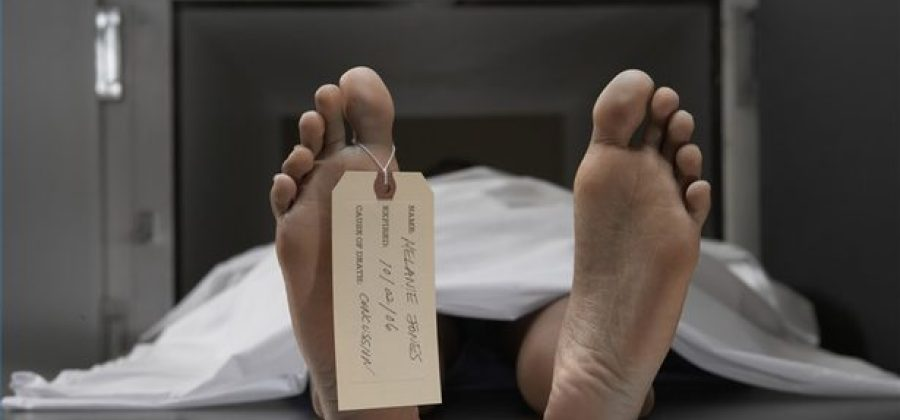 NAME: MELANIE JONES
EXPIRED: 10/02/06
CAUSE OF DEATH: